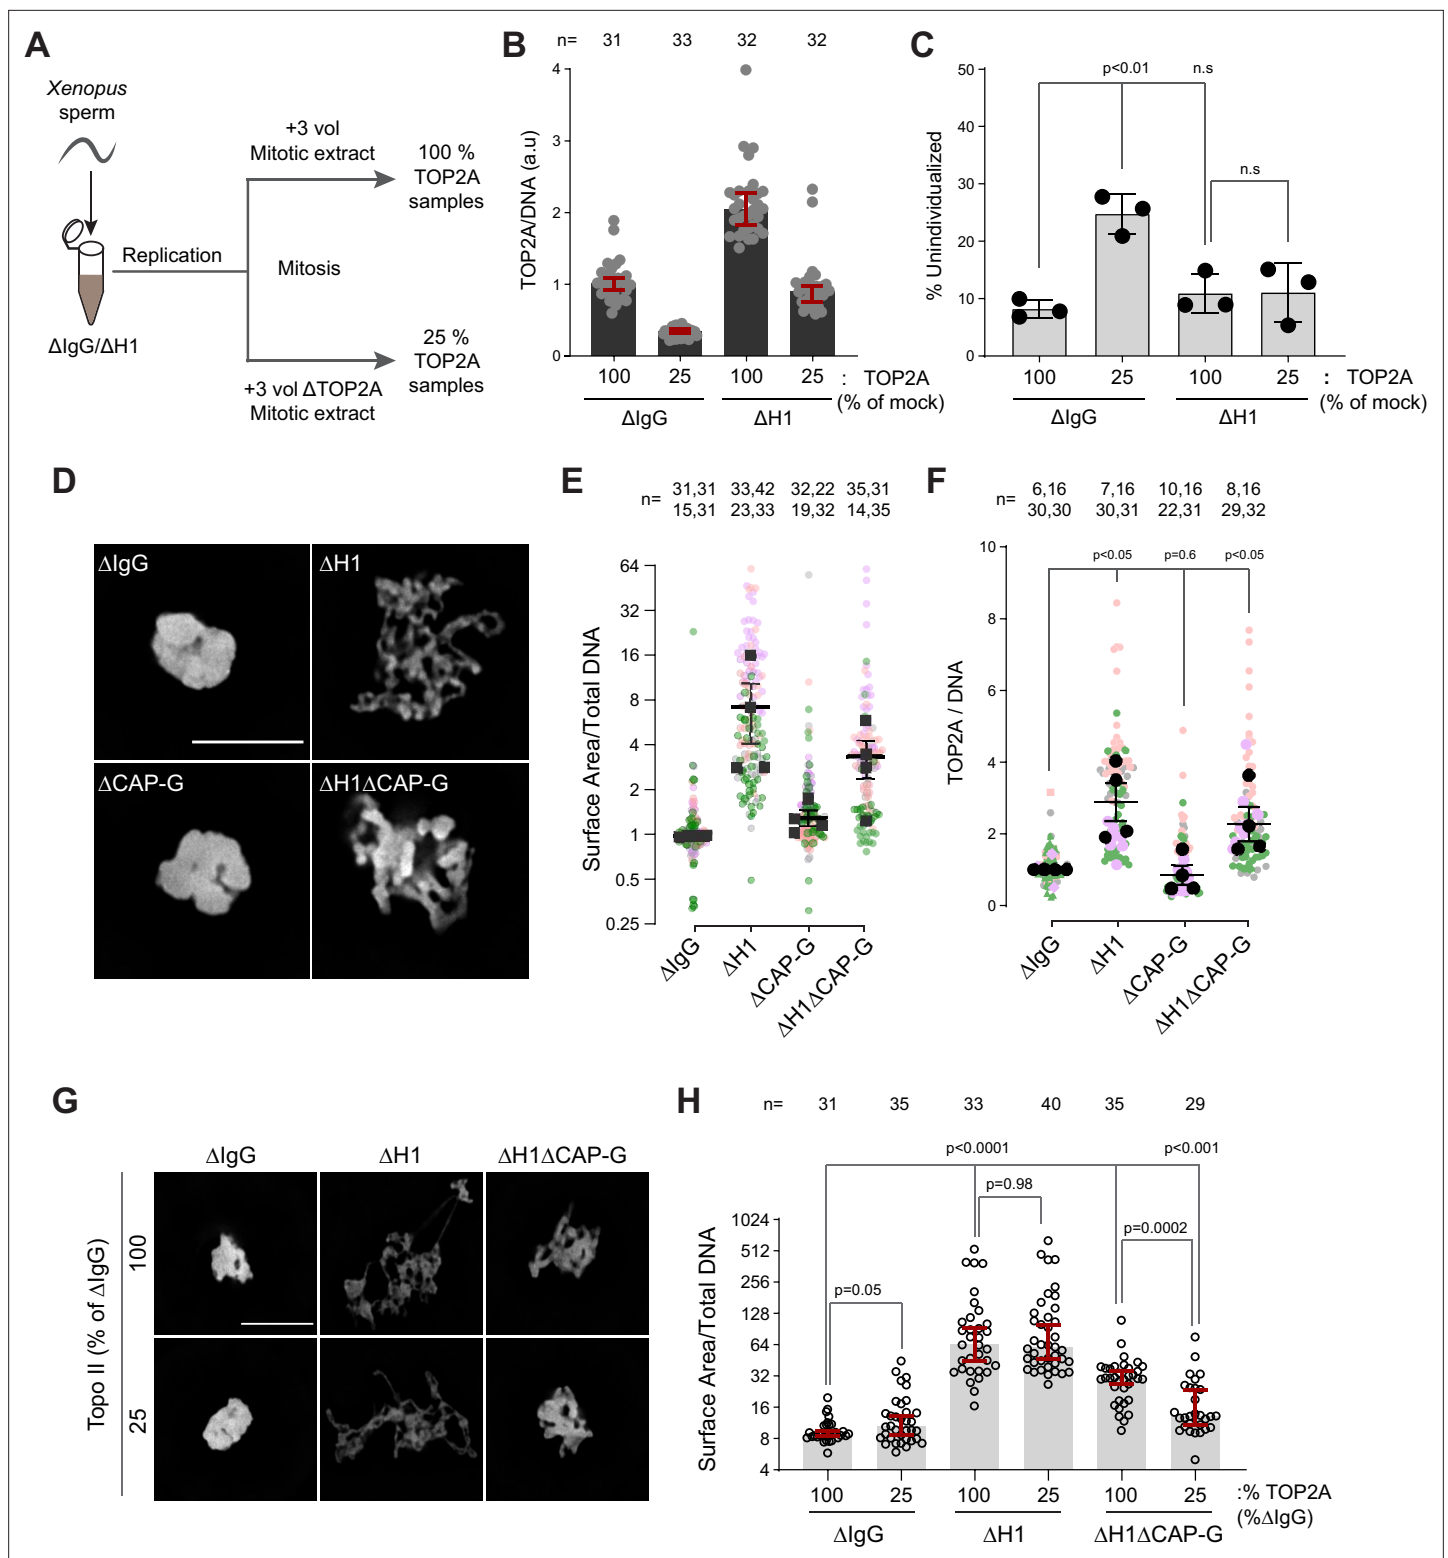 A
Xenopus
sperm
ΔIgG/ΔH1
Replication
+3 vol
Mitotic extract
Mitosis
+3 vol ΔTOP2A
Mitotic extract
100 %
TOP2A
samples
25 %
TOP2A
samples
B
n= 31 33 32 32
TOP2A/DNA (a.u)
4
3
2
1
0
100 25 100 25 : TOP2A
(% of mock)
ΔIgG ΔH1
C
% Unindividualized
50
40
30
20
10
0
p<0.01 n.s
n.s
100 25 100 25 : TOP2A
(% of mock)
ΔIgG ΔH1
D
ΔIgG
ΔH1
ΔCAP-G
ΔH1ΔCAP-G
E
n= 31,31 33,42 32,22 35,31
15,31 23,33 19,32 14,35
Surface Area/Total DNA
64
32
16
8
4
2
1
0.5
0.25
ΔIgG
ΔH1
ΔCAP-G
ΔH1ΔCAP-G
F
n= 6,16 7,16 10,16 8,16
30,30 30,31 22,31 29,32
TOP2A / DNA
10
8
6
4
2
0
p<0.05 p=0.6 p<0.05
ΔIgG
ΔH1
ΔCAP-G
ΔH1ΔCAP-G
G
ΔIgG ΔH1 ΔH1ΔCAP-G
Topo II (% of ΔIgG)
100
25
H
n= 31 35 33 40 35 29
Surface Area/Total DNA
1024
512
256
128
64
32
16
8
4
p<0.0001 p<0.001
p=0.98
p=0.0002
p=0.05
100 25 100 25 100 25 :% TOP2A
(%ΔIgG)
ΔIgG ΔH1 ΔH1ΔCAP-G